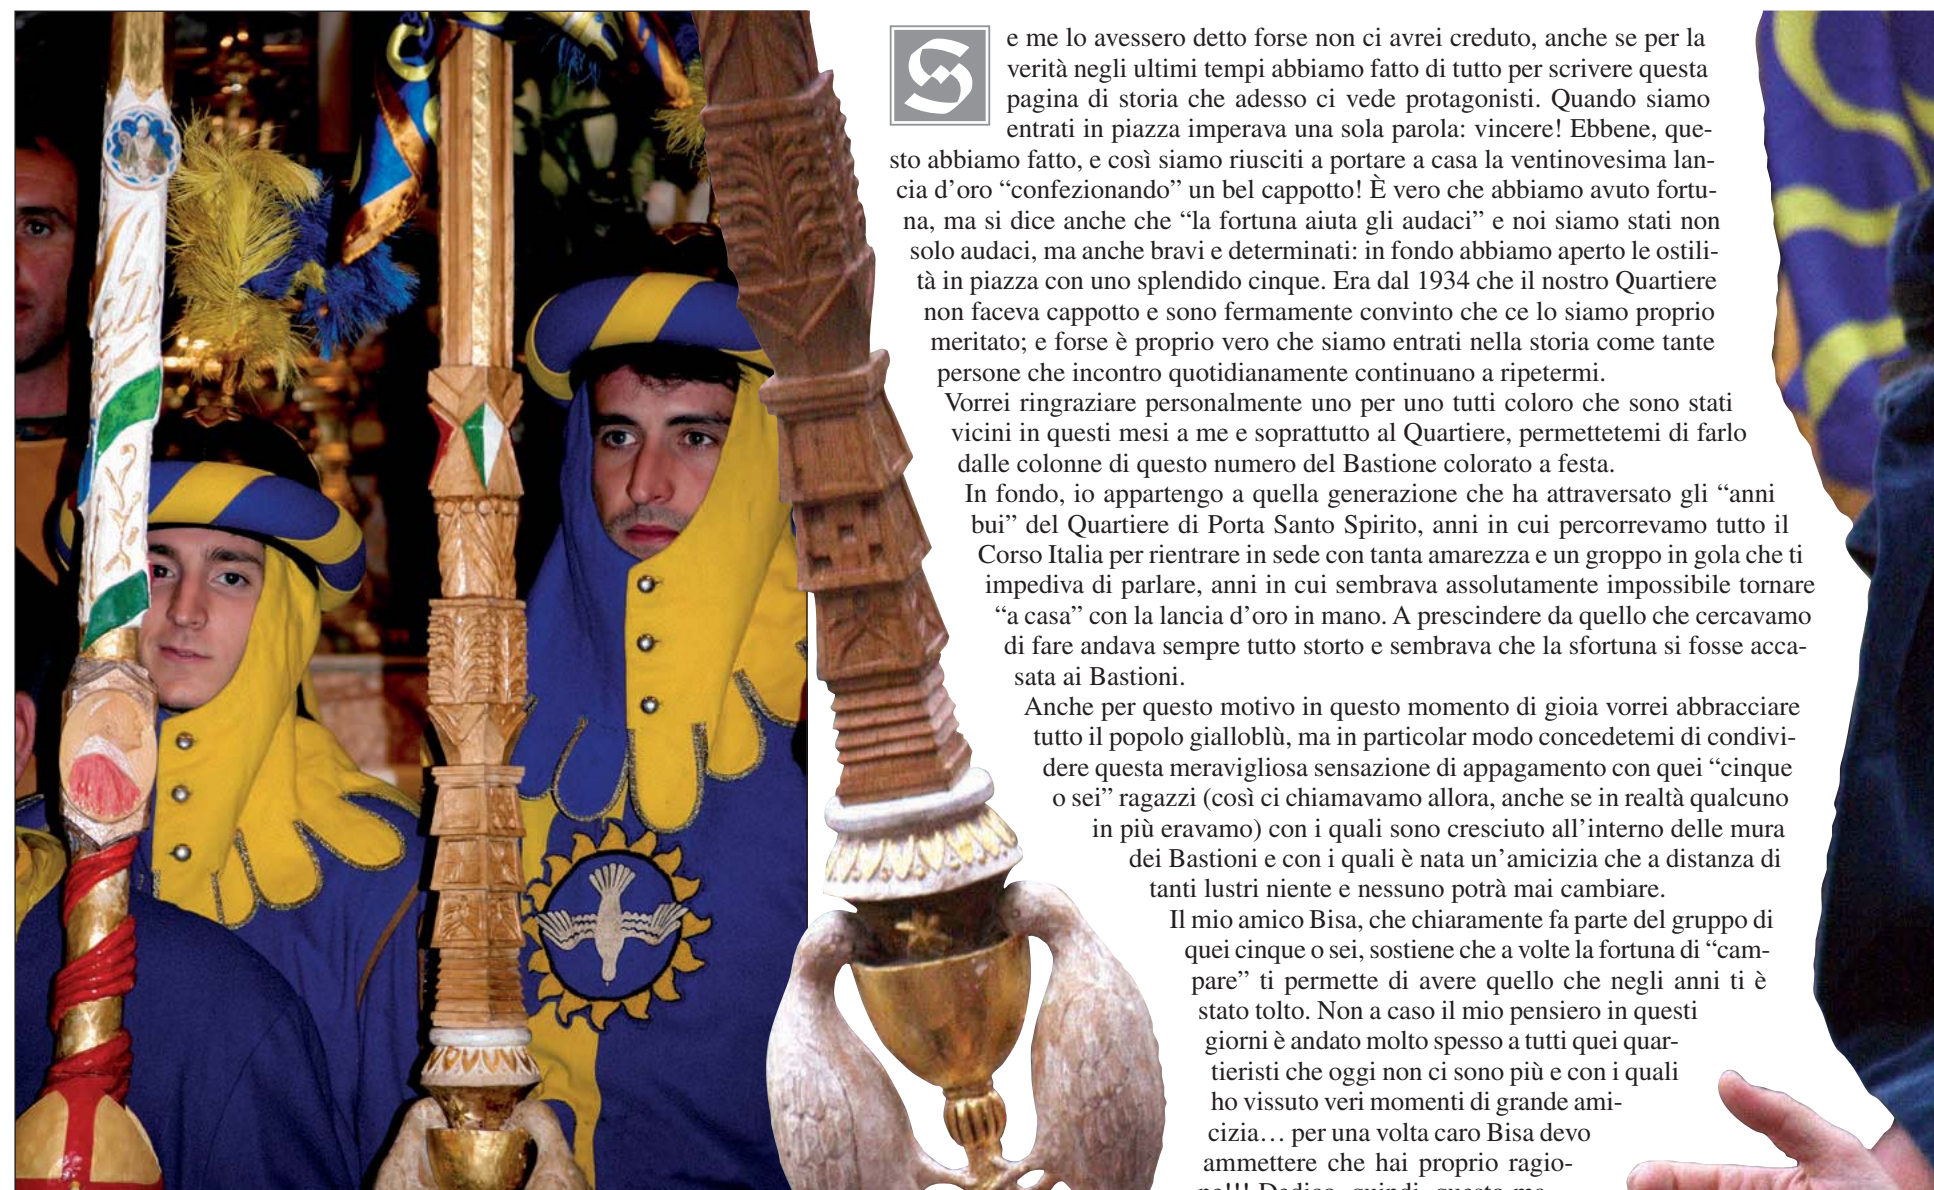 Se me lo avessero detto forse non ci avrei creduto, anche se per la
verità negli ultimi tempi abbiamo fatto di tutto per scrivere questa
pagina di storia che adesso ci vede protagonisti. Quando siamo
entrati in piazza imperava una sola parola: vincere! Ebbene, que-
sto abbiamo fatto, e così siamo riusciti a portare a casa la ventinovesima lan-
cia d’oro “confezionando” un bel cappotto! È vero che abbiamo avuto fortu-
na, ma si dice anche che “la fortuna aiuta gli audaci” e noi siamo stati non
solo audaci, ma anche bravi e determinati: in fondo abbiamo aperto le ostili-
tà in piazza con uno splendido cinque. Era dal 1934 che il nostro Quartiere
non faceva cappotto e sono fermamente convinto che ce lo siamo proprio
meritato; e forse è proprio vero che siamo entrati nella storia come tante
persone che incontro quotidianamente continuano a ripetermi.
Vorrei ringraziare personalmente uno per uno tutti coloro che sono stati
vicini in questi mesi a me e soprattutto al Quartiere, permettetemi di farlo
dalle colonne di questo numero del Bastione colorato a festa.
In fondo, io appartengo a quella generazione che ha attraversato gli “anni
bui” del Quartiere di Porta Santo Spirito, anni in cui percorrevamo tutto il
Corso Italia per rientrare in sede con tanta amarezza e un groppo in gola che ti
impediva di parlare, anni in cui sembrava assolutamente impossibile tornare
“a casa” con la lancia d’oro in mano. A prescindere da quello che cercavamo
di fare andava sempre tutto storto e sembrava che la sfortuna si fosse acca-
sata ai Bastioni.
Anche per questo motivo in questo momento di gioia vorrei abbracciare
tutto il popolo gialloblù, ma in particolar modo concedetemi di condivi-
dere questa meravigliosa sensazione di appagamento con quei “cinque
o sei” ragazzi (così ci chiamavamo allora, anche se in realtà qualcuno
in più eravamo) con i quali sono cresciuto all’interno delle mura
dei Bastioni e con i quali è nata un’amicizia che a distanza di
tanti lustri niente e nessuno potrà mai cambiare.
Il mio amico Bisa, che chiaramente fa parte del gruppo di
quei cinque o sei, sostiene che a volte la fortuna di “cam-
pare” ti permette di avere quello che negli anni ti è
stato tolto. Non a caso il mio pensiero in questi
giorni è andato molto spesso a tutti quei quar-
tieristi che oggi non ci sono più e con i quali
ho vissuto veri momenti di grande ami-
cizia… per una volta caro Bisa devo
ammettere che hai proprio ragio-
ne!!! Dedico, quindi, questo mo-